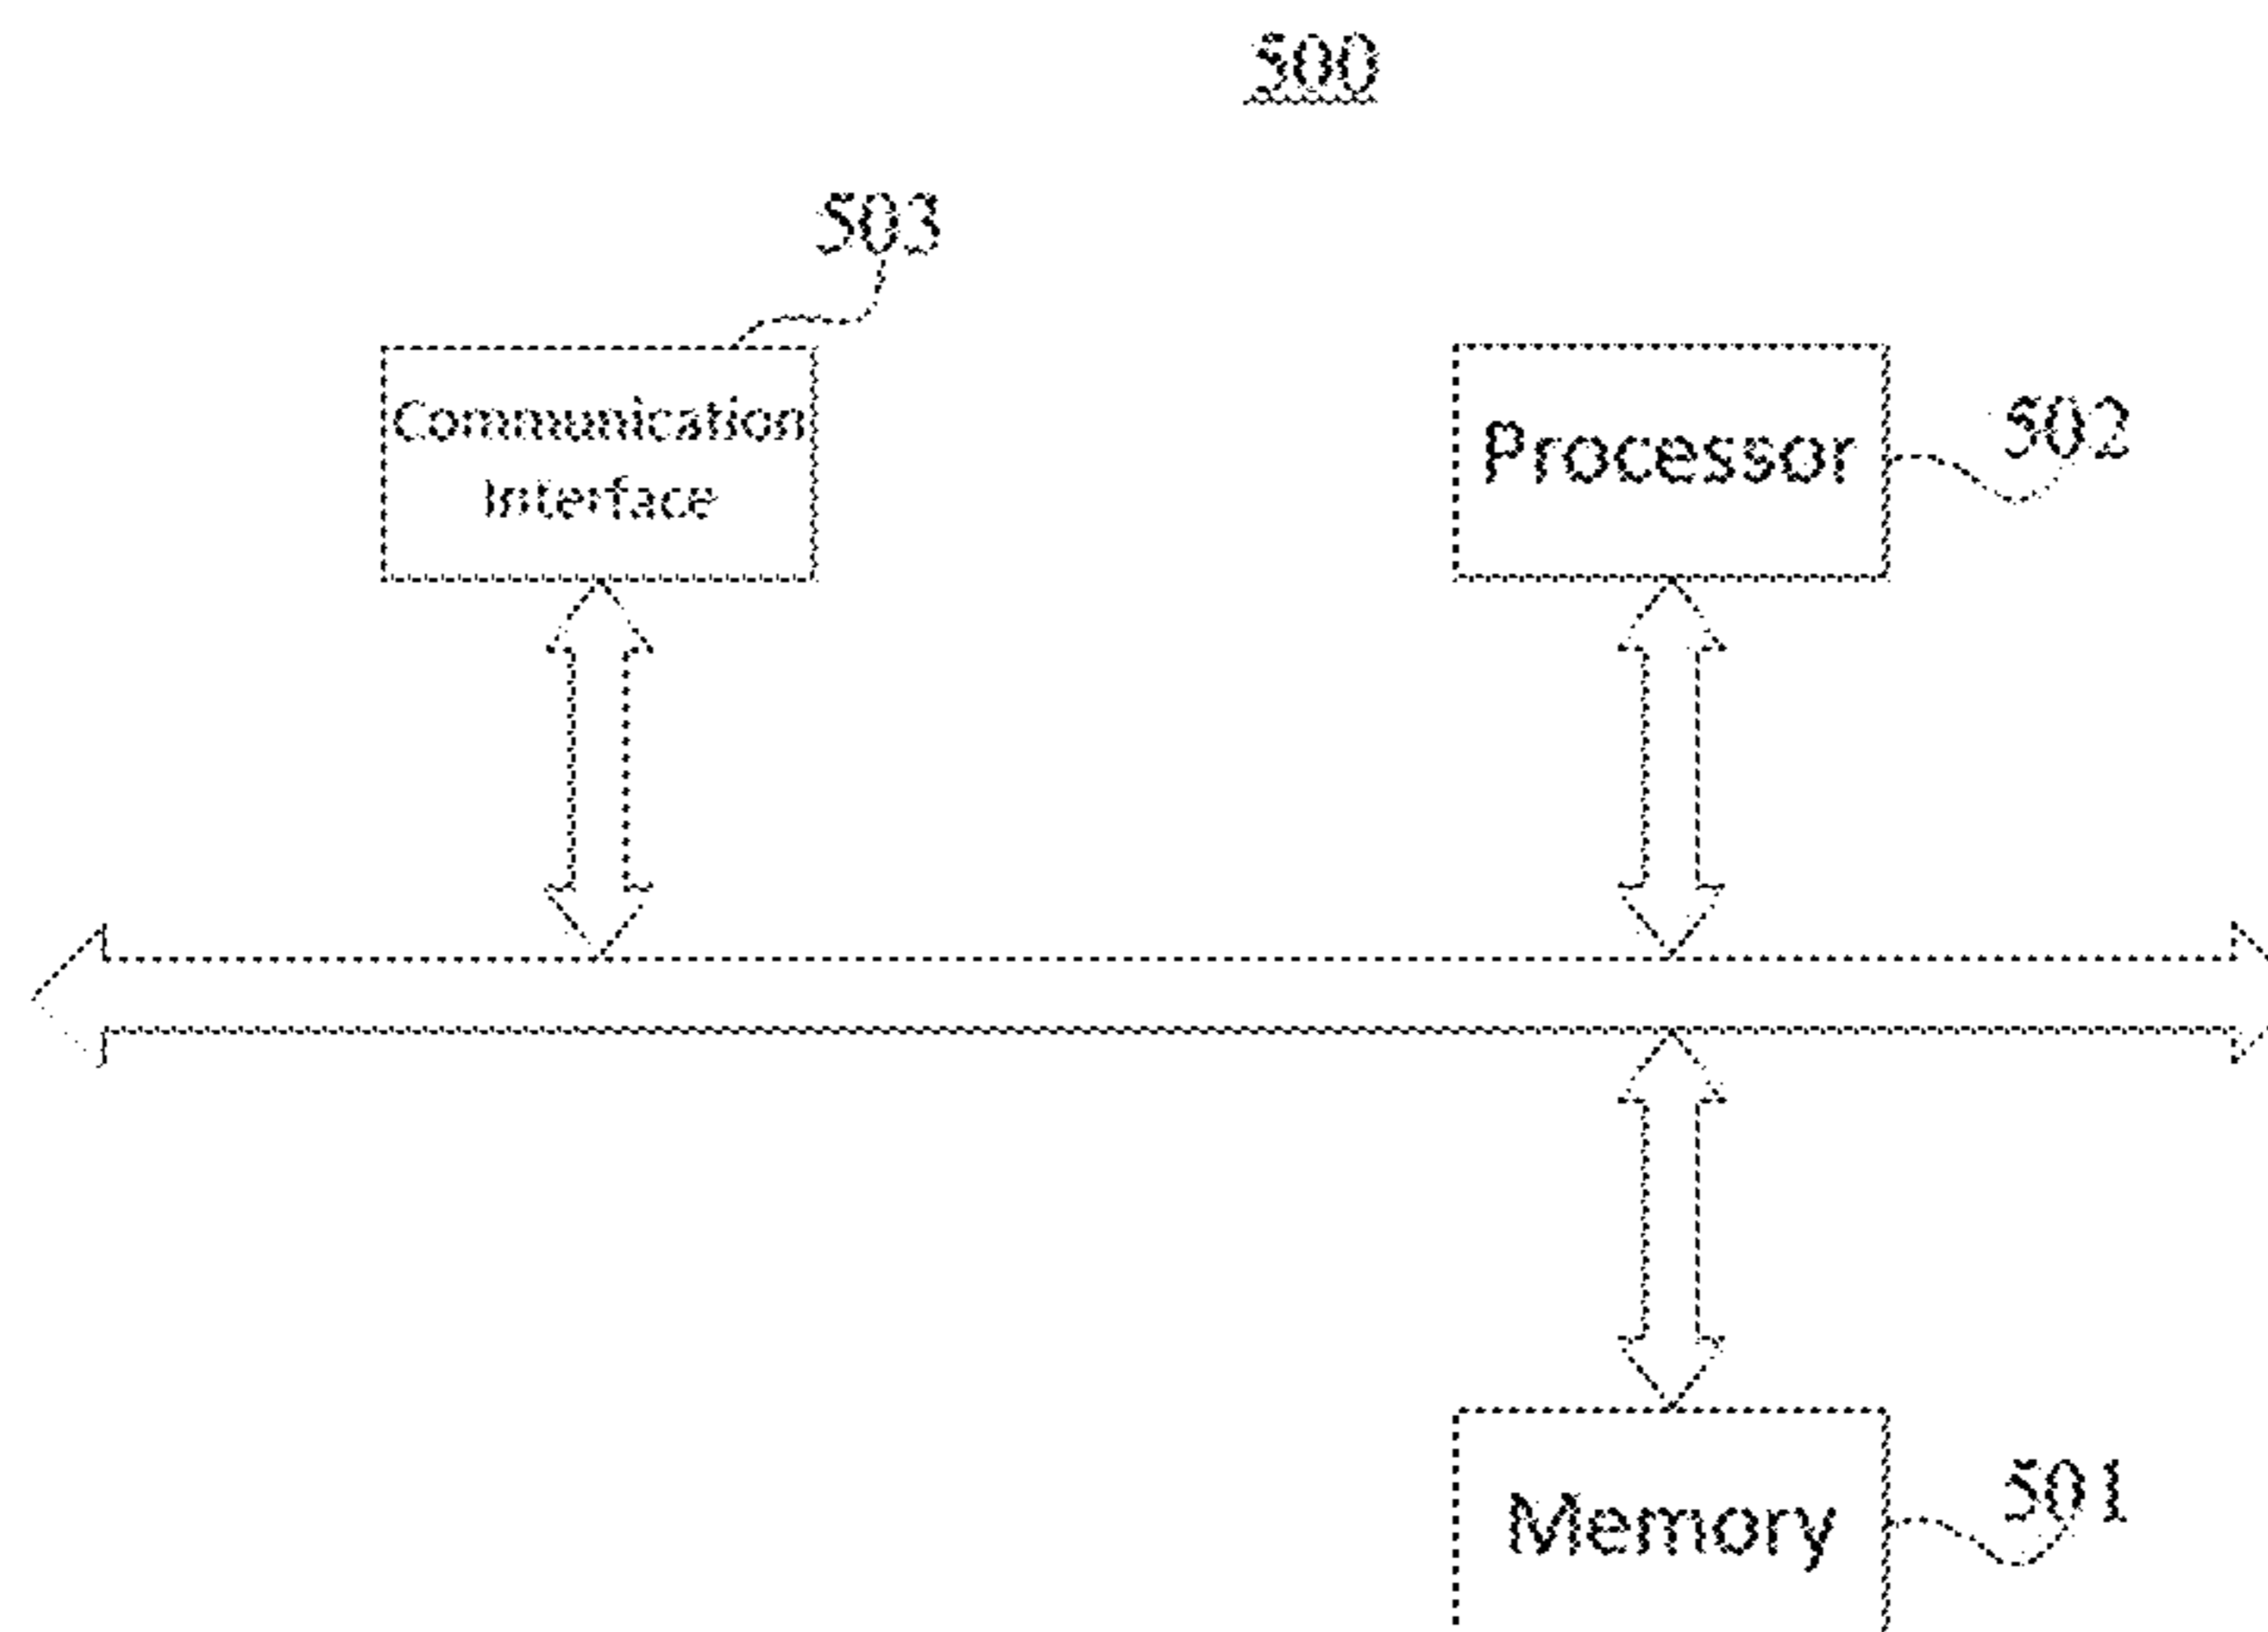 500
503
Communication
Interface
Processor
502
Memory
501